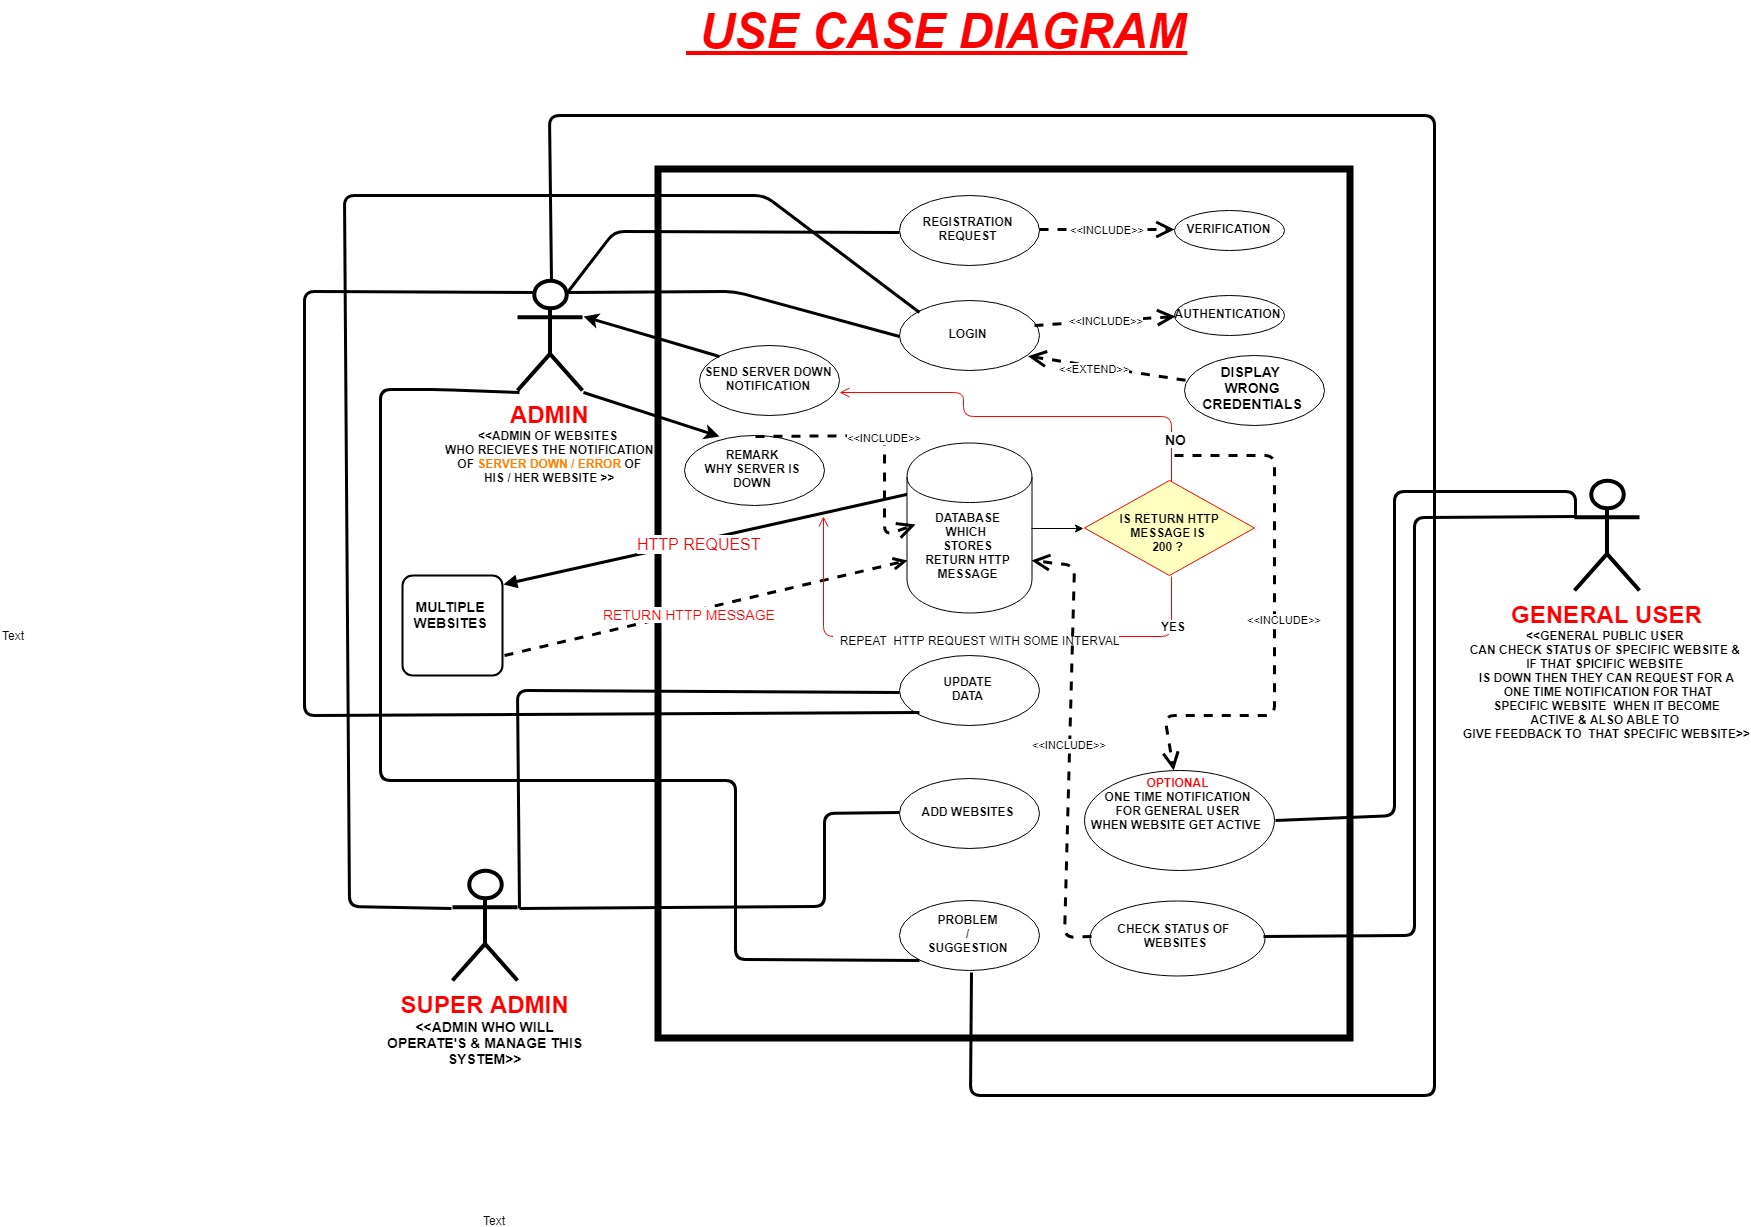 USE CASE DIAGRAM
REGISTRATION
REQUEST
<<INCLUDE>>
VERIFICATION
LOGIN
<<INCLUDE>>
AUTHENTICATION
<<EXTEND>>
DISPLAY
WRONG
CREDENTIALS
SEND SERVER DOWN
NOTIFICATION
ADMIN
<<ADMIN OF WEBSITES
WHO RECIEVES THE NOTIFICATION
OF SERVER DOWN / ERROR OF
HIS / HER WEBSITE >>
REMARK
WHY SERVER IS
DOWN
<<INCLUDE>>
NO
DATABASE
WHICH
STORES
RETURN HTTP
MESSAGE
IS RETURN HTTP
MESSAGE IS
200 ?
HTTP REQUEST
MULTIPLE
WEBSITES
RETURN HTTP MESSAGE
YES
REPEAT  HTTP REQUEST WITH SOME INTERVAL
<<INCLUDE>>
GENERAL USER
<<GENERAL PUBLIC USER
CAN CHECK STATUS OF SPECIFIC WEBSITE &
IF THAT SPICIFIC WEBSITE
IS DOWN THEN THEY CAN REQUEST FOR A
ONE TIME NOTIFICATION FOR THAT
SPECIFIC WEBSITE  WHEN IT BECOME
ACTIVE & ALSO ABLE TO
GIVE FEEDBACK TO  THAT SPECIFIC WEBSITE>>
Text
UPDATE
DATA
<<INCLUDE>>
OPTIONAL
ONE TIME NOTIFICATION
FOR GENERAL USER
WHEN WEBSITE GET ACTIVE
ADD WEBSITES
PROBLEM
/
SUGGESTION
CHECK STATUS OF
WEBSITES
SUPER ADMIN
<<ADMIN WHO WILL
OPERATE'S & MANAGE THIS
SYSTEM>>
Text